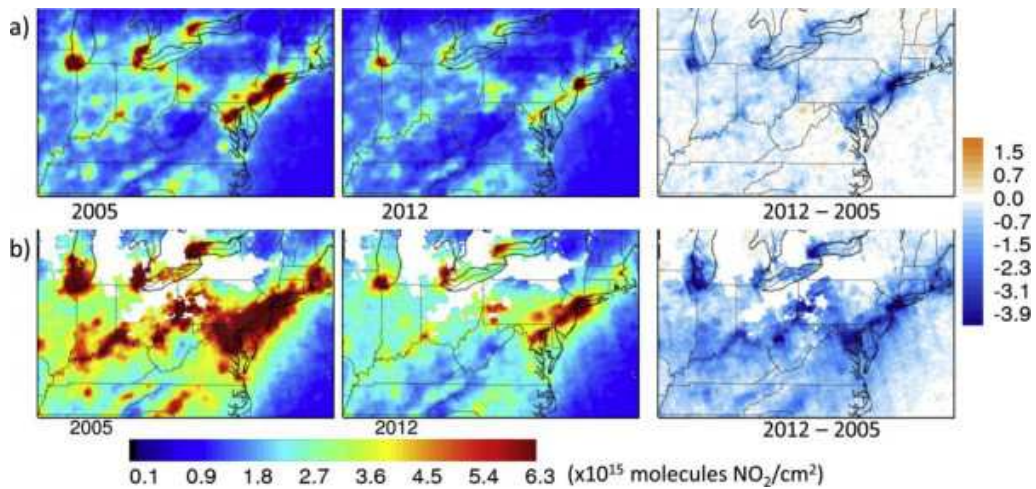 a)
2005
2012
2012 – 2005
1.5
0.7
0.0
-0.7
-1.5
-2.3
-3.1
-3.9
b)
2005
2012
2012 – 2005
0.1 0.9 1.8 2.7 3.6 4.5 5.4 6.3 (x10¹⁵ molecules NO₂/cm²)